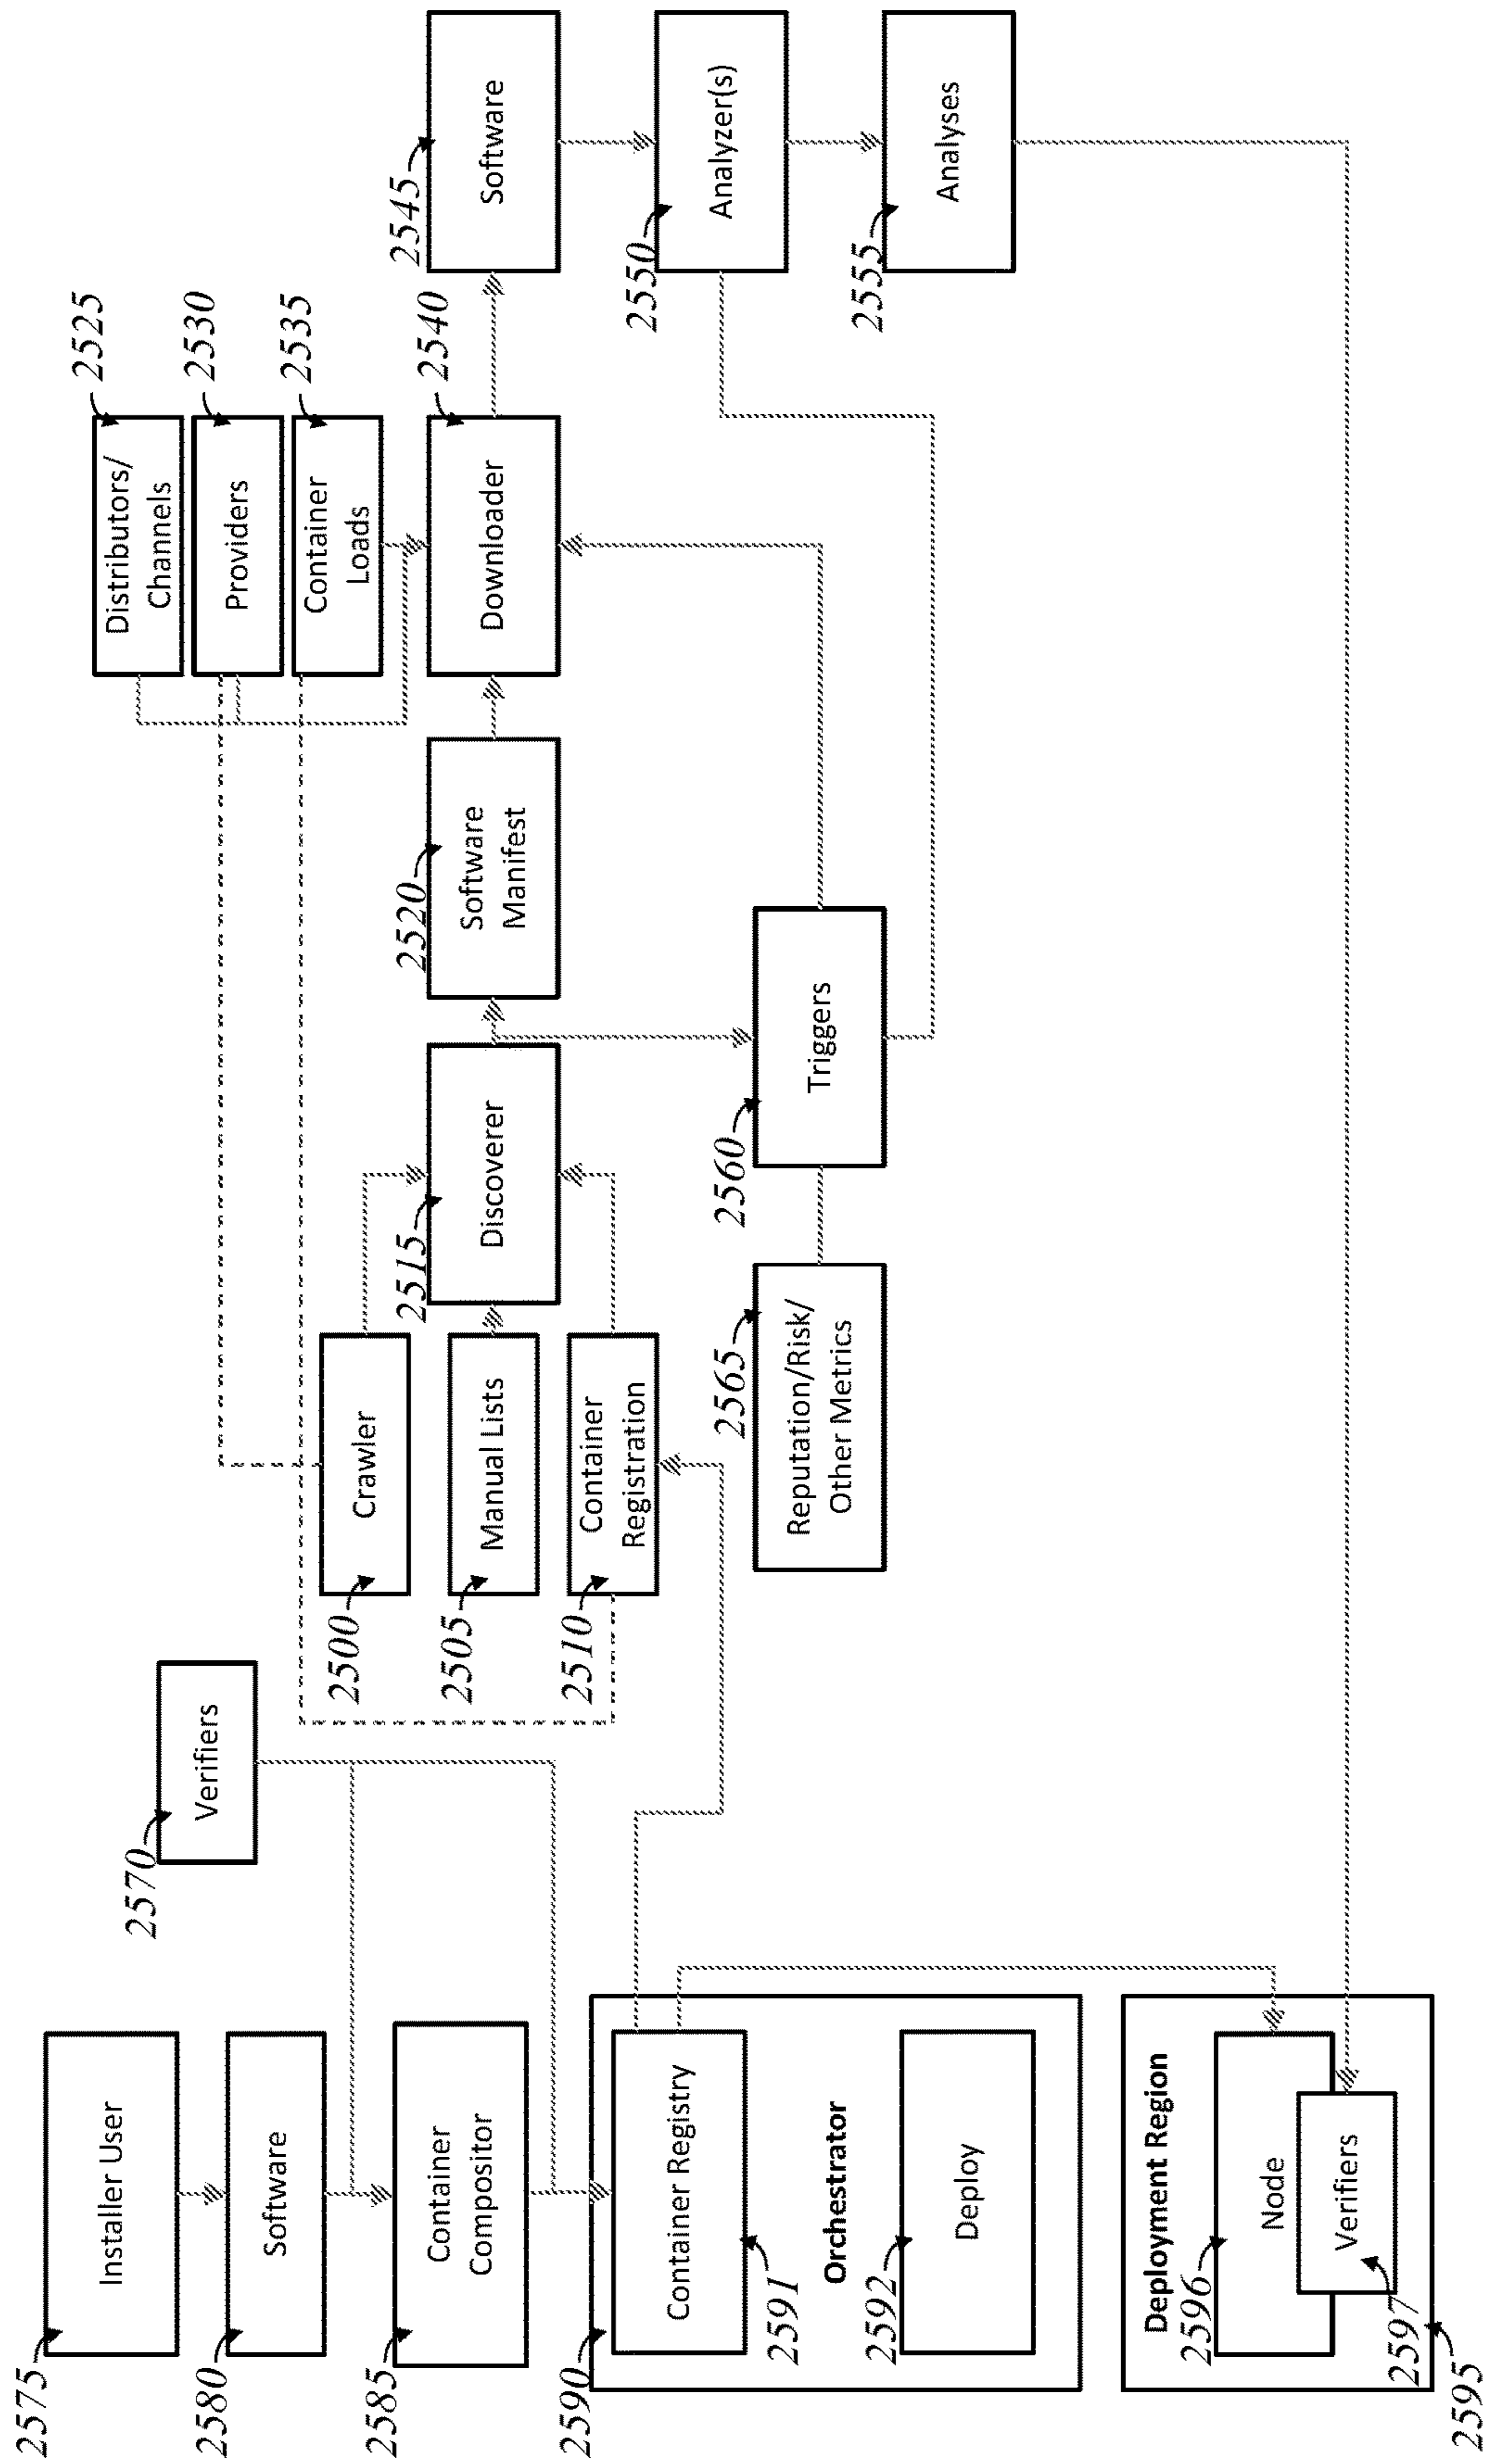 2575
Installer User
2580
Software
2585
Container
Compositor
2570
Verifiers
2590
Container Registry
2591
Orchestrator
2592
Deploy
Deployment Region
2596
Node
Verifiers
2597
2595
2500
Crawler
2505
Manual Lists
2510
Container
Registration
2515
Discoverer
2520
Software
Manifest
2525
Distributors/
Channels
2530
Providers
2535
Container
Loads
2540
Downloader
2545
Software
2550
Analyzer(s)
2555
Analyses
2560
Triggers
2565
Reputation/Risk/
Other Metrics